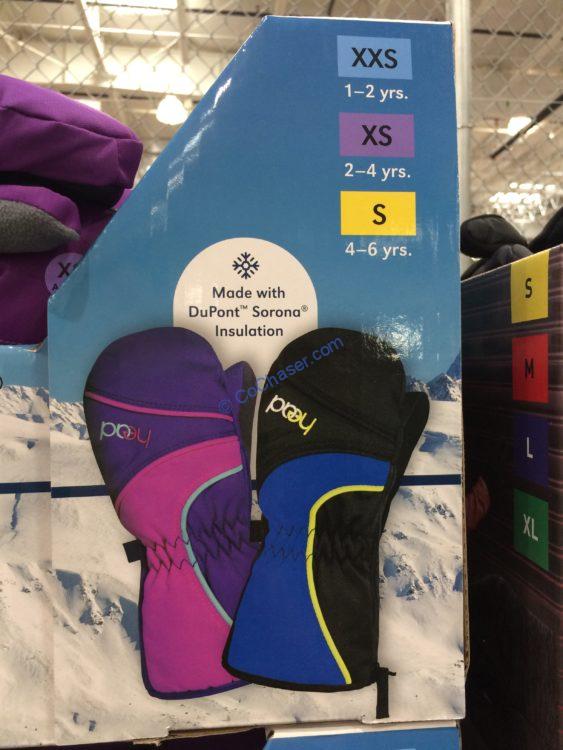 XXS
1–2 yrs.
XS
2–4 yrs.
S
4–6 yrs.
Made with
DuPont™ Sorona®
Insulation
© CoChaser.com
head
head
S
M
L
XL